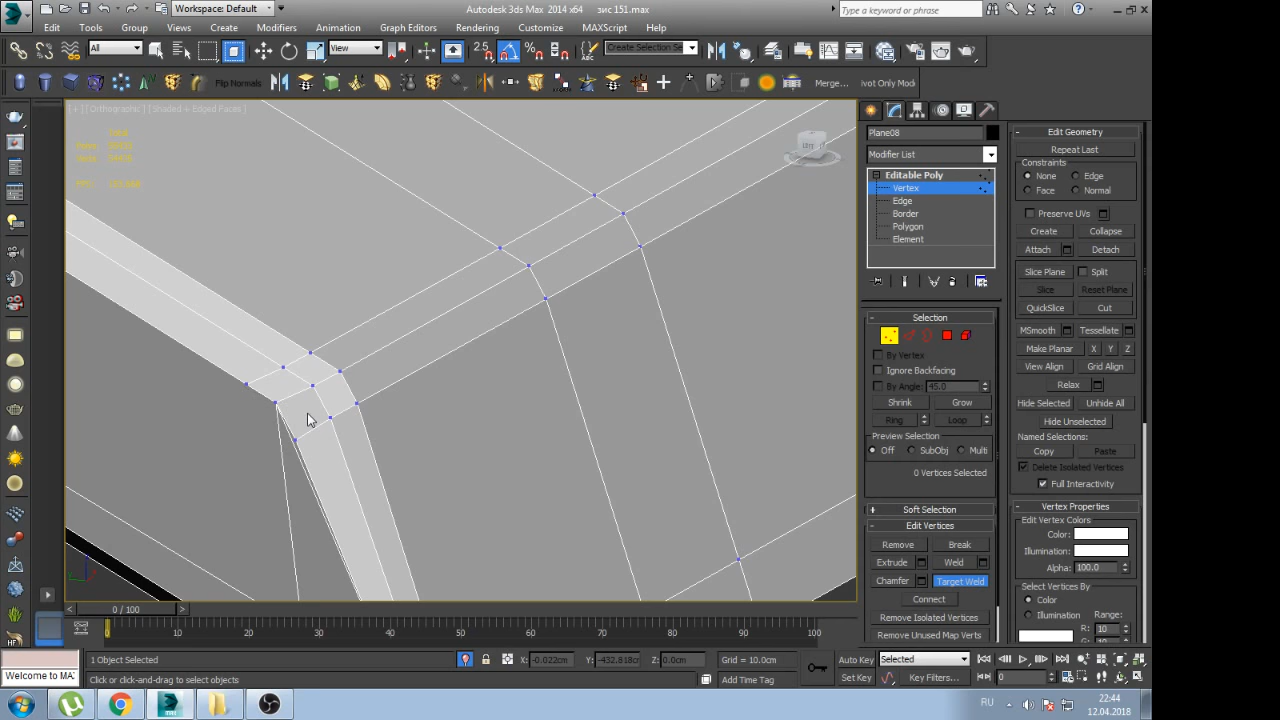 Workspace: Default
Autodesk 3ds Max 2014 x64 зис 151.max
Type a keyword or phrase
Edit Tools Group Views Create Modifiers Animation Graph Editors Rendering Customize MAXScript Help
All View 2.5 Create Selection Se
Flip Normals Merge... ivot Only Mod
[+] [Orthographic] [Shaded + Edged Faces]
Plane08
Modifier List
Editable Poly
Vertex
Edge
Border
Polygon
Element
Selection
By Vertex
Ignore Backfacing
By Angle: 45.0
Shrink Grow
Ring Loop
Preview Selection
Off SubObj Multi
0 Vertices Selected
Soft Selection
Edit Vertices
Remove Break
Extrude Weld
Chamfer Target Weld
Connect
Remove Isolated Vertices
Remove Unused Map Verts
Edit Geometry
Repeat Last
Constraints
None Edge
Face Normal
Preserve UVs
Create Collapse
Attach Detach
Slice Plane Split
Slice Reset Plane
QuickSlice Cut
MSmooth Tessellate
Make Planar X Y Z
View Align Grid Align
Relax
Hide Selected Unhide All
Hide Unselected
Named Selections:
Copy Paste
Delete Isolated Vertices
Full Interactivity
Vertex Properties
Edit Vertex Colors
Color:
Illumination:
Alpha: 100.0
Select Vertices By
Color
Illumination Range:
R: 10
0 / 100
0 10 20 30 40 50 60 70 80 90 100
1 Object Selected X: -0.022cm Y: -432.818cm Z: 0.0cm Grid = 10.0cm
Auto Key Selected
Welcome to MA
Click or click-and-drag to select objects Add Time Tag
Set Key Key Filters... 0
RU 22:44
12.04.2018